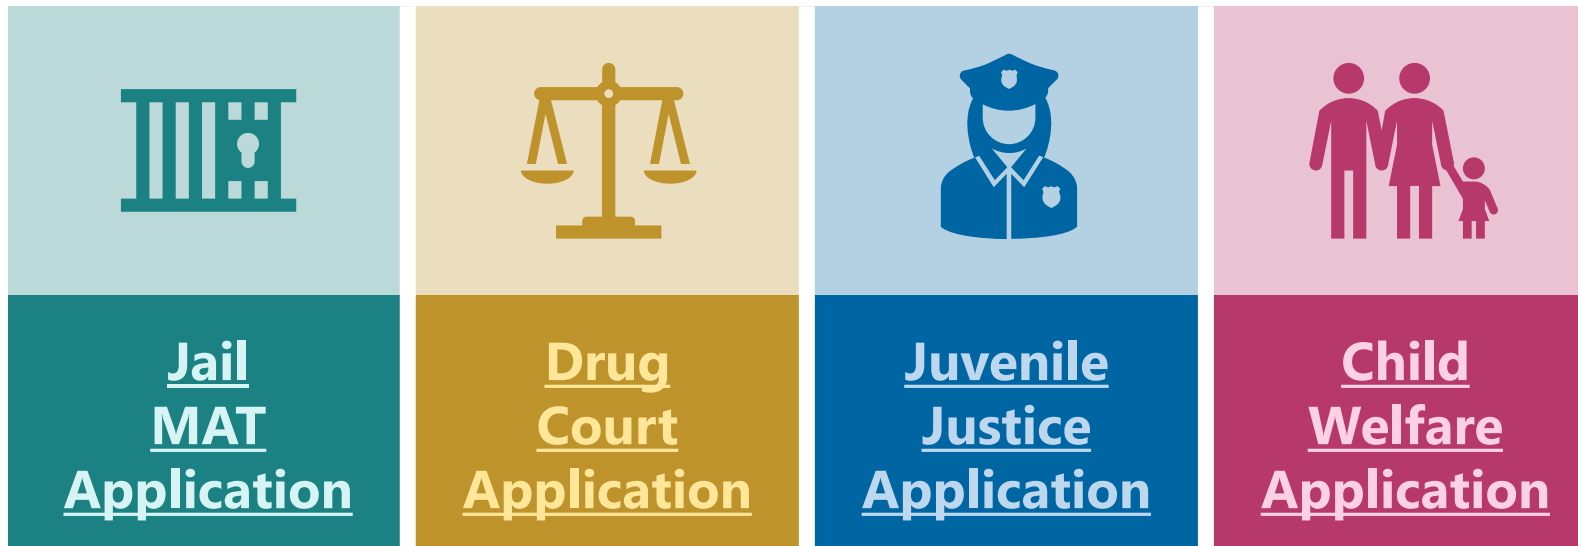 Jail
MAT
Application
Drug
Court
Application
Juvenile
Justice
Application
Child
Welfare
Application